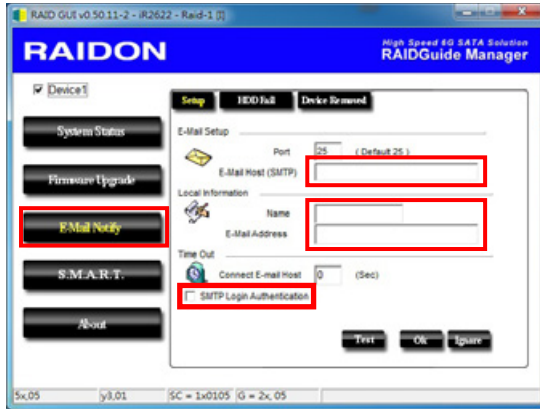 RAID GUI v0.50.11-2 - iR2622 - Raid-1 [I]
RAIDON
High Speed 6G SATA Solution
RAIDGuide Manager
Device1
Setup HDD Fail Device Removed
System Status
E-Mail Setup
Port 25 ( Default 25 )
E-Mail Host (SMTP)
Firmware Upgrade
Local Information
Name
E-Mail Notify
E-Mail Address
Time Out
S.M.A.R.T.
Connect E-mail Host 0 (Sec)
SMTP Login Authentication
About
Test Ok Ignore
5x,05 y3,01 SC = 1x0105 G = 2x, 05